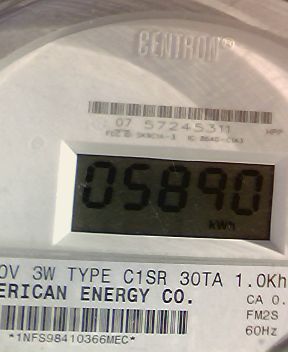 CENTRON®
07 57245311 HPP
05890
kWh
0V 3W TYPE C1SR 30TA 1.0Kh
ERICAN ENERGY CO.
CA 0.
FM2S
*1NFS98410366MEC* 60Hz